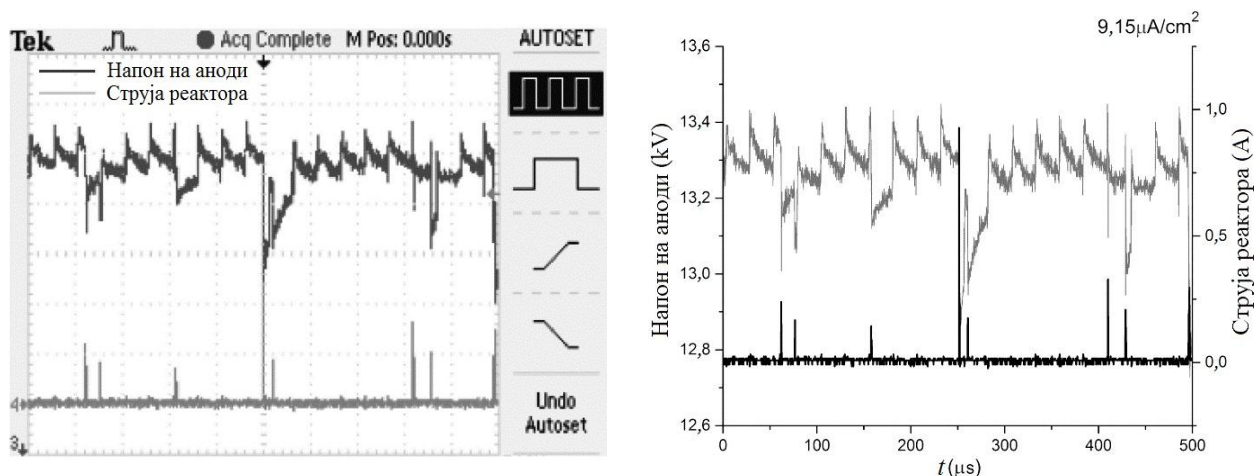 Tek Acq Complete M Pos: 0.000s AUTOSET
Напон на аноди
Струја реактора
Undo
Autoset
4
3
9,15μA/cm²
13,6
13,4
13,2
13,0
12,8
12,6
Напон на аноди (kV)
1,0
0,5
0,0
Струја реактора (A)
0 100 200 300 400 500
t (μs)